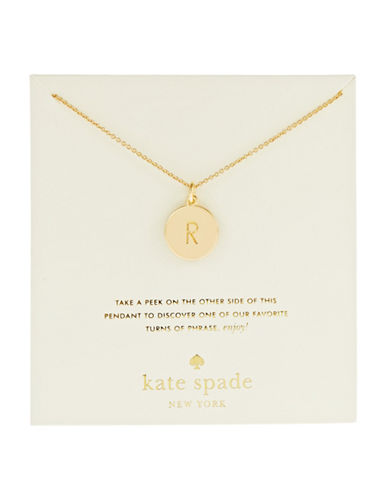 R
TAKE A PEEK ON THE OTHER SIDE OF THIS
PENDANT TO DISCOVER ONE OF OUR FAVORITE
TURNS OF PHRASE, enjoy!
kate spade
NEW YORK